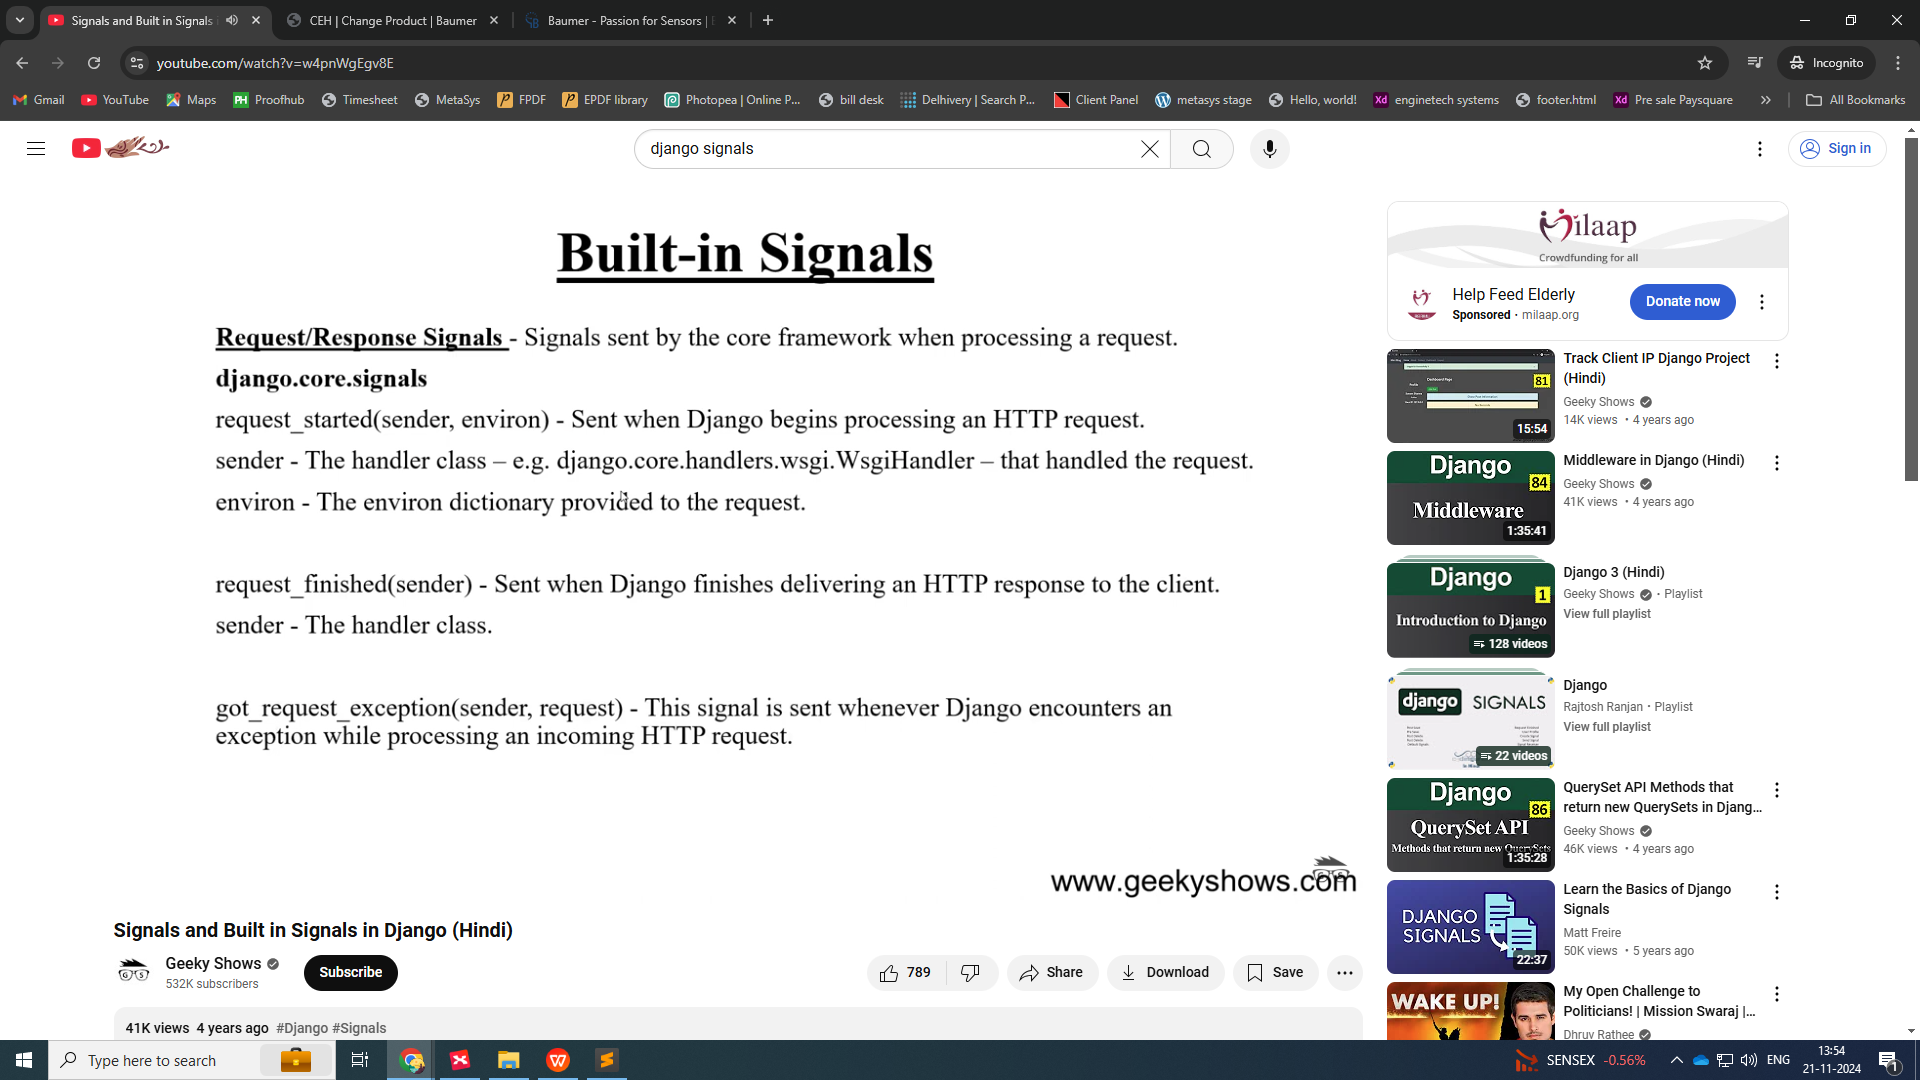 Signals and Built in Signals
CEH | Change Product | Baumer
Baumer - Passion for Sensors |
youtube.com/watch?v=w4pnWgEgv8E
Incognito
Gmail
YouTube
Maps
PH Proofhub
Timesheet
MetaSys
FPDF
EPDF library
Photopea | Online P...
bill desk
Delhivery | Search P...
Client Panel
metasys stage
Hello, world!
Xd enginetech systems
footer.html
Xd Pre sale Paysquare
All Bookmarks
django signals
Sign in
Built-in Signals
Request/Response Signals - Signals sent by the core framework when processing a request.
django.core.signals
request_started(sender, environ) - Sent when Django begins processing an HTTP request.
sender - The handler class – e.g. django.core.handlers.wsgi.WsgiHandler – that handled the request.
environ - The environ dictionary provided to the request.
request_finished(sender) - Sent when Django finishes delivering an HTTP response to the client.
sender - The handler class.
got_request_exception(sender, request) - This signal is sent whenever Django encounters an
exception while processing an incoming HTTP request.
www.geekyshows.com
Signals and Built in Signals in Django (Hindi)
Geeky Shows
532K subscribers
Subscribe
789
Share
Download
Save
41K views 4 years ago #Django #Signals
Milaap
Crowdfunding for all
Help Feed Elderly
Sponsored · milaap.org
Donate now
81
15:54
Track Client IP Django Project
(Hindi)
Geeky Shows
14K views • 4 years ago
Django
84
Middleware
1:35:41
Middleware in Django (Hindi)
Geeky Shows
41K views • 4 years ago
Django
1
Introduction to Django
128 videos
Django 3 (Hindi)
Geeky Shows • Playlist
View full playlist
django SIGNALS
22 videos
Django
Rajtosh Ranjan • Playlist
View full playlist
Django
86
QuerySet API
Methods that return new QuerySets
1:35:28
QuerySet API Methods that
return new QuerySets in Djang...
Geeky Shows
46K views • 4 years ago
DJANGO
SIGNALS
22:37
Learn the Basics of Django
Signals
Matt Freire
50K views • 5 years ago
WAKE UP!
My Open Challenge to
Politicians! | Mission Swaraj |...
Dhruv Rathee
Type here to search
SENSEX -0.56%
ENG
13:54
21-11-2024
1